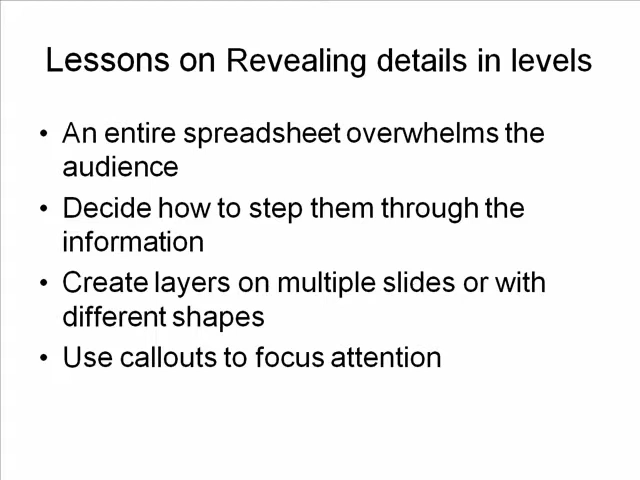 Lessons on Revealing details in levels
• An entire spreadsheet overwhelms the
audience
• Decide how to step them through the
information
• Create layers on multiple slides or with
different shapes
• Use callouts to focus attention